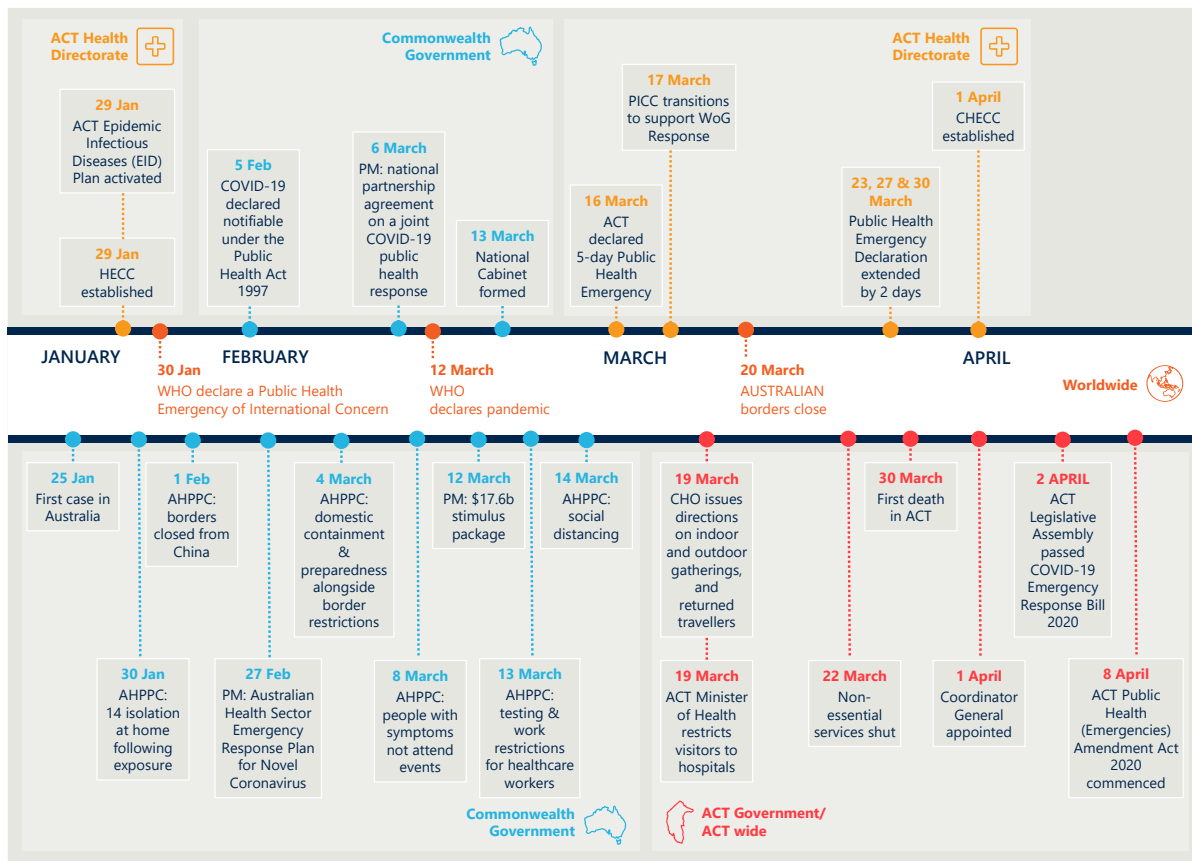 ACT Health
Directorate
29 Jan
ACT Epidemic
Infectious
Diseases (EID)
Plan activated
29 Jan
HECC
established
Commonwealth
Government
5 Feb
COVID-19
declared
notifiable
under the
Public
Health Act
1997
6 March
PM: national
partnership
agreement
on a joint
COVID-19
public
health
response
13 March
National
Cabinet
formed
ACT Health
Directorate
16 March
ACT
declared
5-day Public
Health
Emergency
17 March
PICC transitions
to support WoG
Response
23, 27 & 30
March
Public Health
Emergency
Declaration
extended
by 2 days
1 April
CHECC
established
JANUARY
FEBRUARY
MARCH
APRIL
30 Jan
WHO declare a Public Health
Emergency of International Concern
12 March
WHO
declares pandemic
20 March
AUSTRALIAN
borders close
Worldwide
25 Jan
First case in
Australia
30 Jan
AHPPC:
14 isolation
at home
following
exposure
1 Feb
AHPPC:
borders
closed from
China
27 Feb
PM: Australian
Health Sector
Emergency
Response Plan
for Novel
Coronavirus
4 March
AHPPC:
domestic
containment
&
preparedness
alongside
border
restrictions
8 March
AHPPC:
people with
symptoms
not attend
events
12 March
PM: $17.6b
stimulus
package
13 March
AHPPC:
testing &
work
restrictions
for healthcare
workers
14 March
AHPPC:
social
distancing
Commonwealth
Government
19 March
CHO issues
directions
on indoor
and outdoor
gatherings,
and
returned
travellers
19 March
ACT Minister
of Health
restricts
visitors to
hospitals
22 March
Non-
essential
services shut
30 March
First death
in ACT
1 April
Coordinator
General
appointed
2 APRIL
ACT
Legislative
Assembly
passed
COVID-19
Emergency
Response Bill
2020
8 April
ACT Public
Health
(Emergencies)
Amendment Act
2020
commenced
ACT Government/
ACT wide